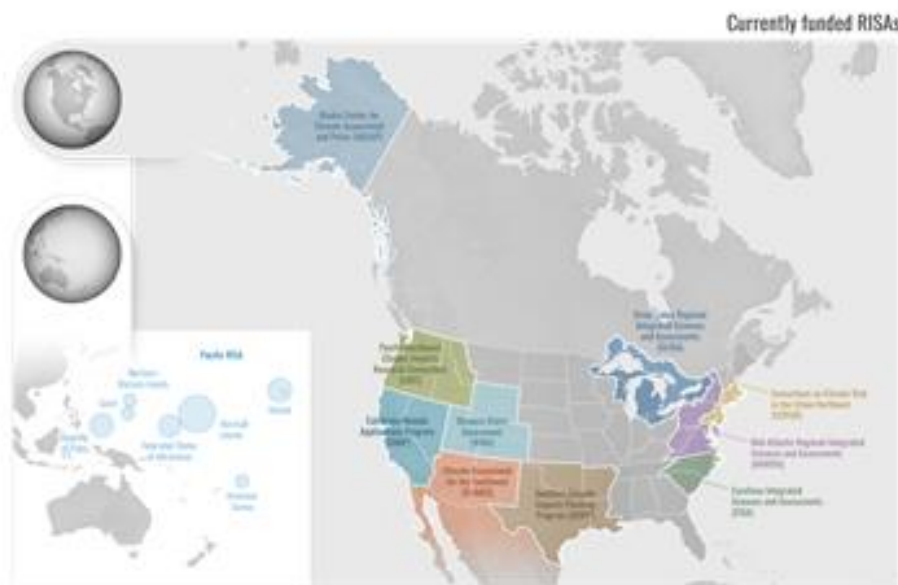 Currently funded RISAs
Alaska Center for
Climate Assessment
and Policy (ACCAP)
Great Lakes Regional
Integrated Sciences
and Assessments
(GLISA)
Pacific RISA
Northern
Mariana Islands
Guam
Marshall
Islands
Federated States
of Micronesia
Hawaii
American
Samoa
Pacific Northwest
Climate Impacts
Research Consortium
(CIRC)
California-Nevada
Applications Program
(CNAP)
Western Water
Assessment
(WWA)
Climate Assessment
for the Southwest
(CLIMAS)
Southern Climate
Impacts Planning
Program (SCIPP)
Consortium on Climate Risk
in the Urban Northeast
(CCRUN)
Mid-Atlantic Regional Integrated
Sciences and Assessments
(MARISA)
Carolinas Integrated
Sciences and Assessments
(CISA)